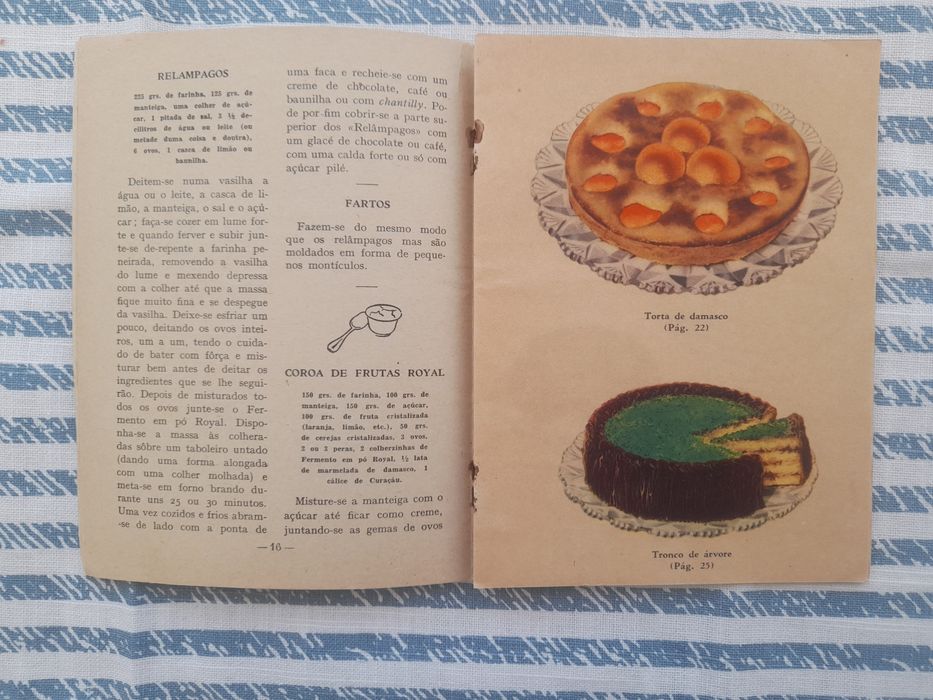 RELAMPAGOS
225 grs. de farinha, 125 grs. de
manteiga, uma colher de açú-
car, 1 pitada de sal, 3 ½ de-
cilitros de água ou leite (ou
metade duma coisa e doutra),
6 ovos, 1 casca de limão ou
baunilha.
Deitem-se numa vasilha a
água ou o leite, a casca de li-
mão, a manteiga, o sal e o açú-
car; faça-se cozer em lume for-
te e quando ferver e subir jun-
te-se de-repente a farinha pe-
neirada, removendo a vasilha
do lume e mexendo depressa
com a colher até que a massa
fique muito fina e se despegue
da vasilha. Deixe-se esfriar um
pouco, deitando os ovos intei-
ros, um a um, tendo o cuida-
do de bater com fôrça e mis-
turar bem antes de deitar os
ingredientes que se lhe segui-
rão. Depois de misturados to-
dos os ovos junte-se o Fer-
mento em pó Royal. Dispo-
nha-se a massa às colhera-
das sôbre um taboleiro untado
(dando uma forma alongada
com uma colher molhada) e
meta-se em forno brando du-
rante uns 25 ou 30 minutos.
Uma vez cozidos e frios abram-
-se de lado com a ponta de
uma faca e recheie-se com um
creme de chocolate, café ou
baunilha ou com chantilly. Po-
de por-fim cobrir-se a parte su-
perior dos «Relâmpagos» com
um glacé de chocolate ou café,
com uma calda forte ou só com
açúcar pilé.
FARTOS
Fazem-se do mesmo modo
que os relâmpagos mas são
moldados em forma de peque-
nos montículos.
COROA DE FRUTAS ROYAL
150 grs. de farinha, 100 grs. de
manteiga, 150 grs. de açúcar,
100 grs. de fruta cristalizada
(laranja, limão, etc.), 50 grs.
de cerejas cristalizadas, 3 ovos,
2 ou 3 peras, 2 colherzinhas de
Fermento em pó Royal, ½ lata
de marmelada de damasco, 1
cálice de Curaçáu.
Misture-se a manteiga com o
açúcar até ficar como creme,
juntando-se as gemas de ovos
— 16 —
Torta de damasco
(Pág. 22)
Tronco de árvore
(Pág. 25)